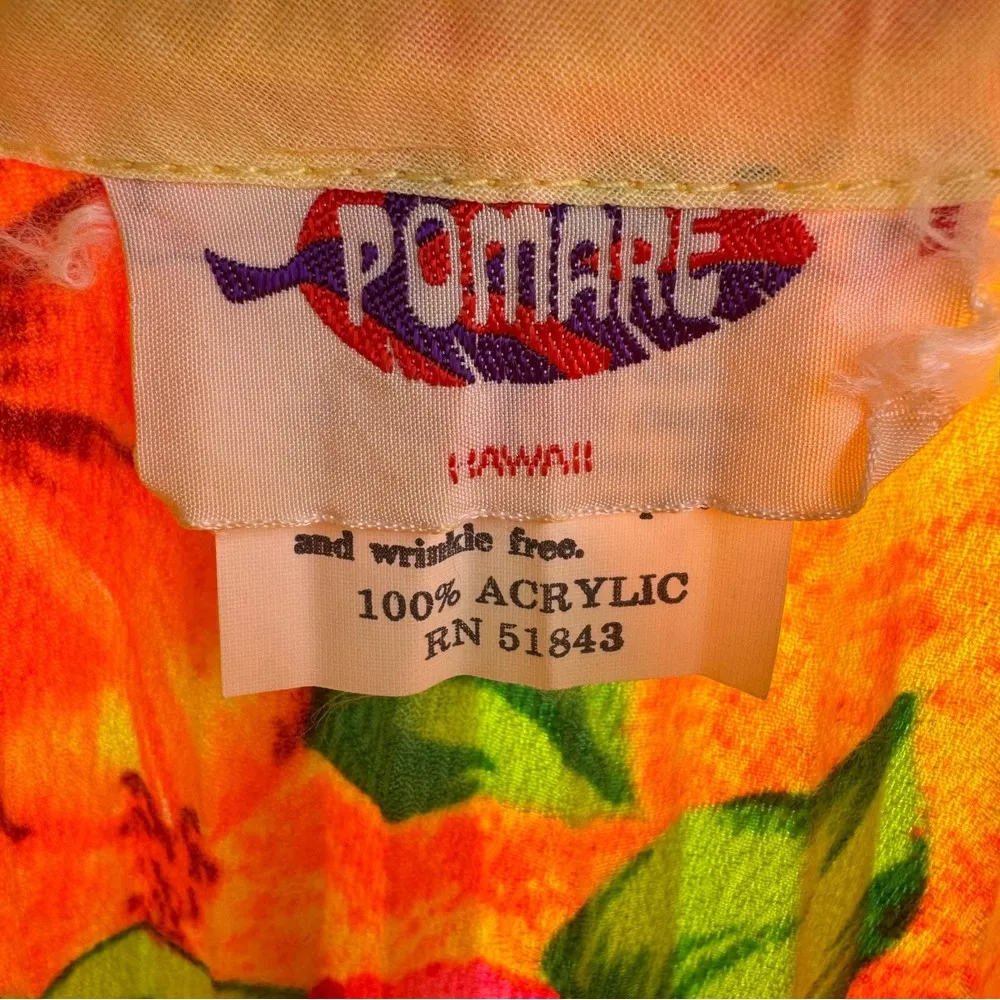 POMARE
HAWAII
and wrinkle free.
100% ACRYLIC
RN 51843